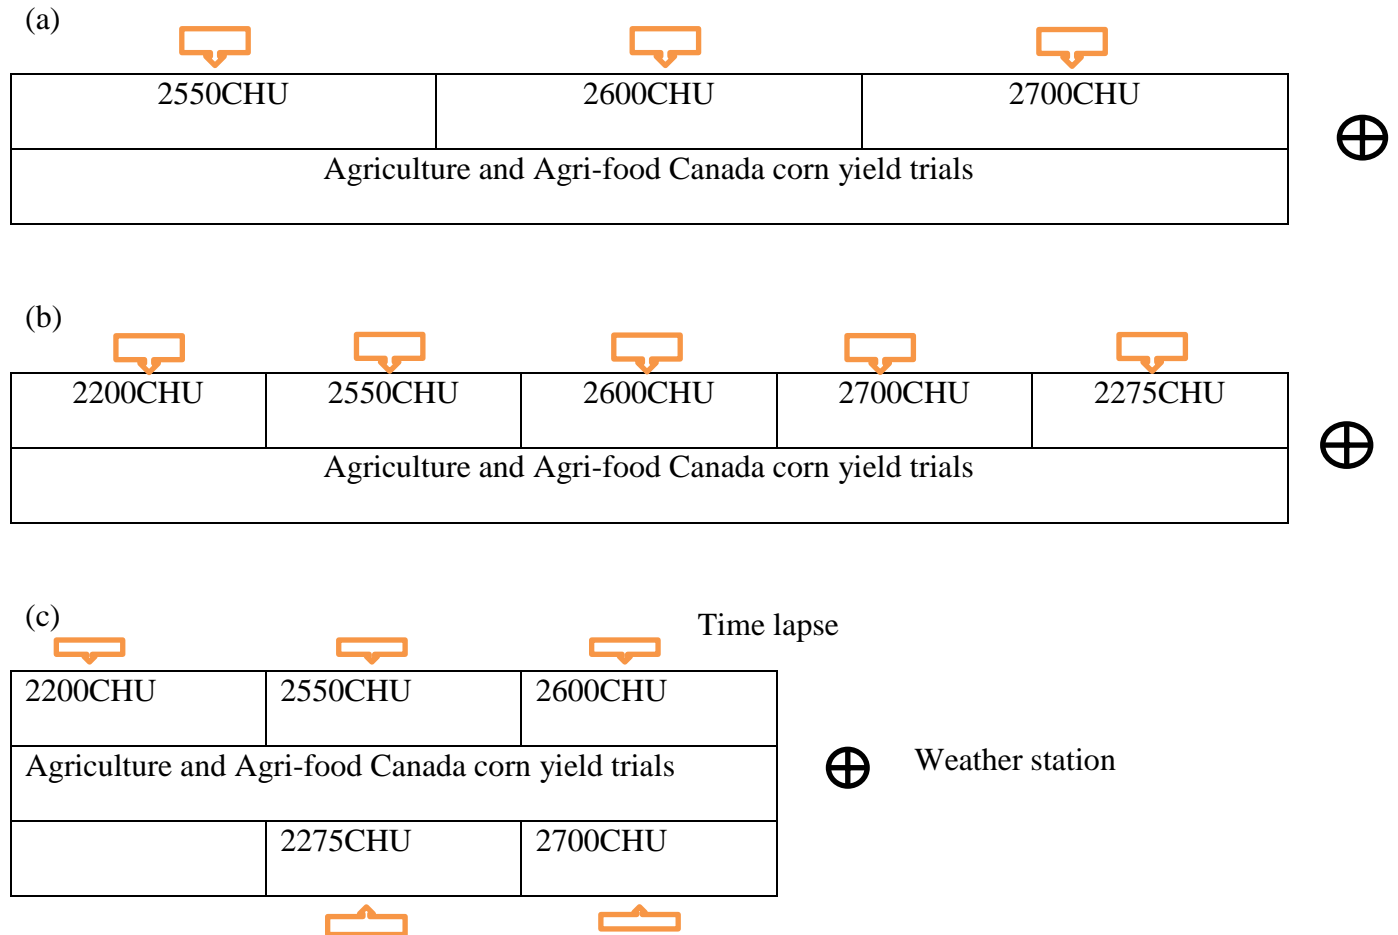 (a)
2550CHU 2600CHU 2700CHU
Agriculture and Agri-food Canada corn yield trials
(b)
2200CHU 2550CHU 2600CHU 2700CHU 2275CHU
Agriculture and Agri-food Canada corn yield trials
(c)
Time lapse
2200CHU 2550CHU 2600CHU
Agriculture and Agri-food Canada corn yield trials
Weather station
2275CHU 2700CHU